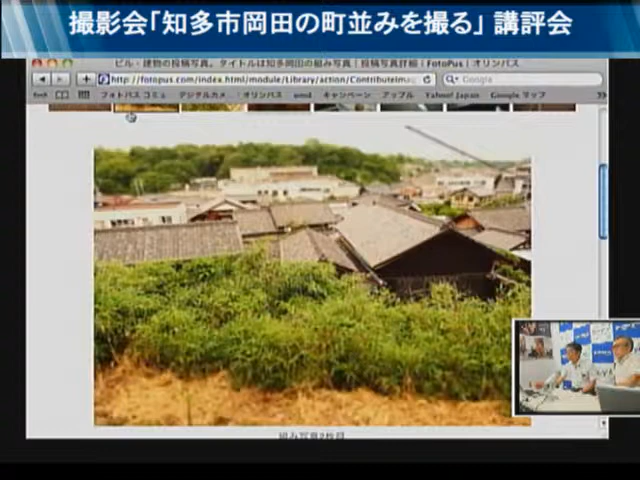 撮影会「知多市岡田の町並みを撮る」 講評会
ビル・建物の投稿写真。タイトルは知多岡田の組み写真｜投稿写真詳細｜FotoPus｜オリンパス
http://fotopus.com/index.html/module/Library/action/ContributeImag
Google
フォトパス コミュ デジタルカメ...オリンパス amd キャンペーン アップル Yahoo! Japan Google マップ
組み写真2枚目